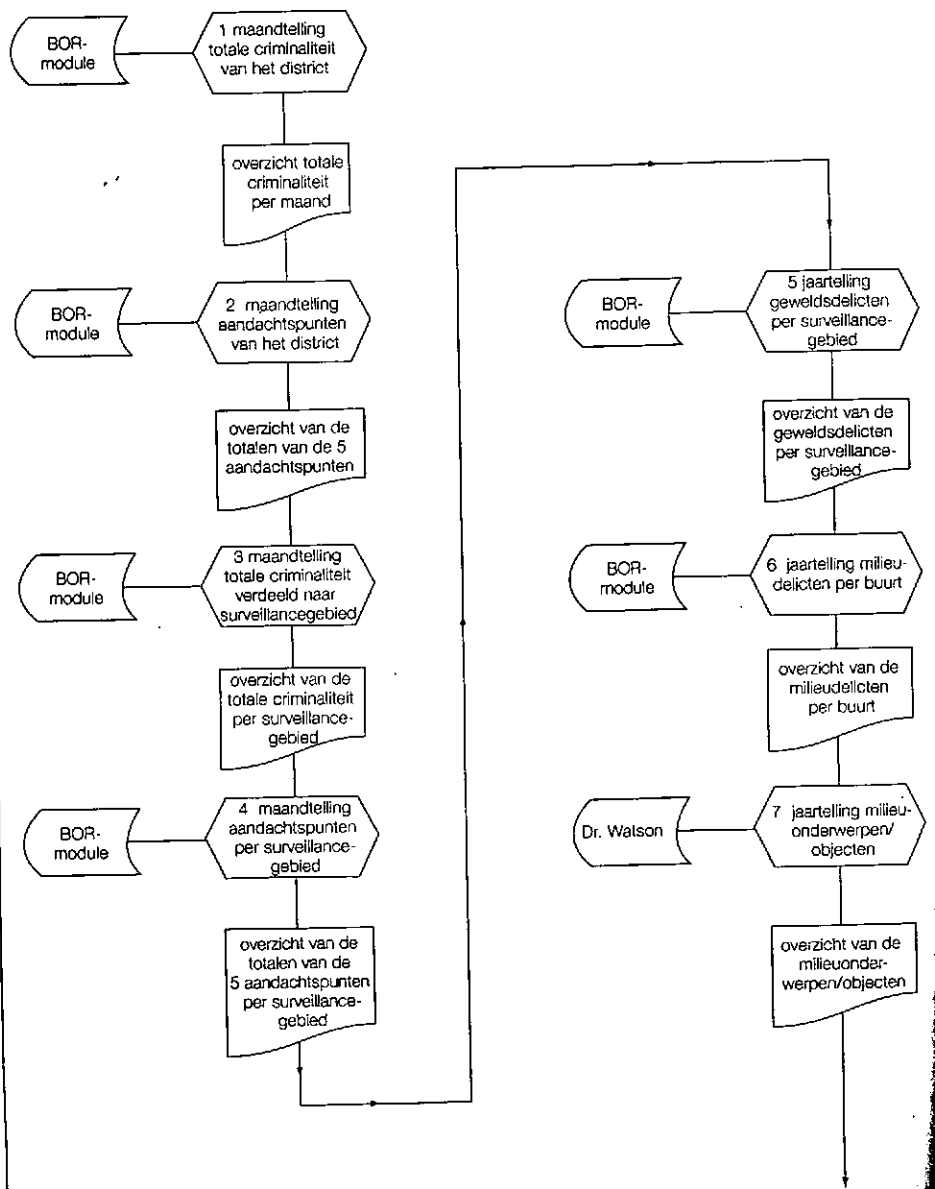 BOR-
module
1 maandtelling
totale criminaliteit
van het district
overzicht totale
criminaliteit
per maand
BOR-
module
2 maandtelling
aandachtspunten
van het district
overzicht van de
totalen van de 5
aandachtspunten
BOR-
module
3 maandtelling
totale criminaliteit
verdeeld naar
surveillancegebied
overzicht van de
totale criminaliteit
per surveillance-
gebied
BOR-
module
4 maandtelling
aandachtspunten
per surveillance-
gebied
overzicht van de
totalen van de
5 aandachtspunten
per surveillance-
gebied
BOR-
module
5 jaartelling
geweldsdelicten
per surveillance-
gebied
overzicht van de
geweldsdelicten
per surveillance-
gebied
BOR-
module
6 jaartelling milieu-
delicten per buurt
overzicht van de
milieudelicten
per buurt
Dr. Watson
7 jaartelling milieu-
onderwerpen/
objecten
overzicht van de
milieuonder-
werpen/objecten